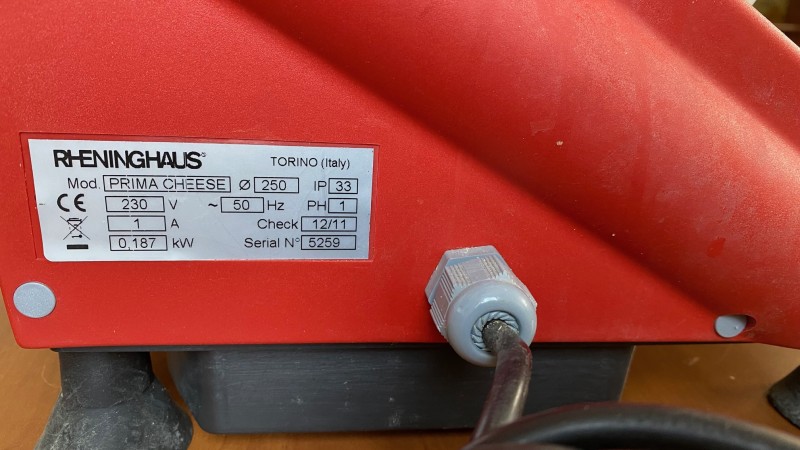 RHENINGHAUS® TORINO (Italy)
Mod. PRIMA CHEESE Ø 250 IP 33
CE 230 V ~ 50 Hz PH 1
1 A Check 12/11
0,187 kW Serial N° 5259